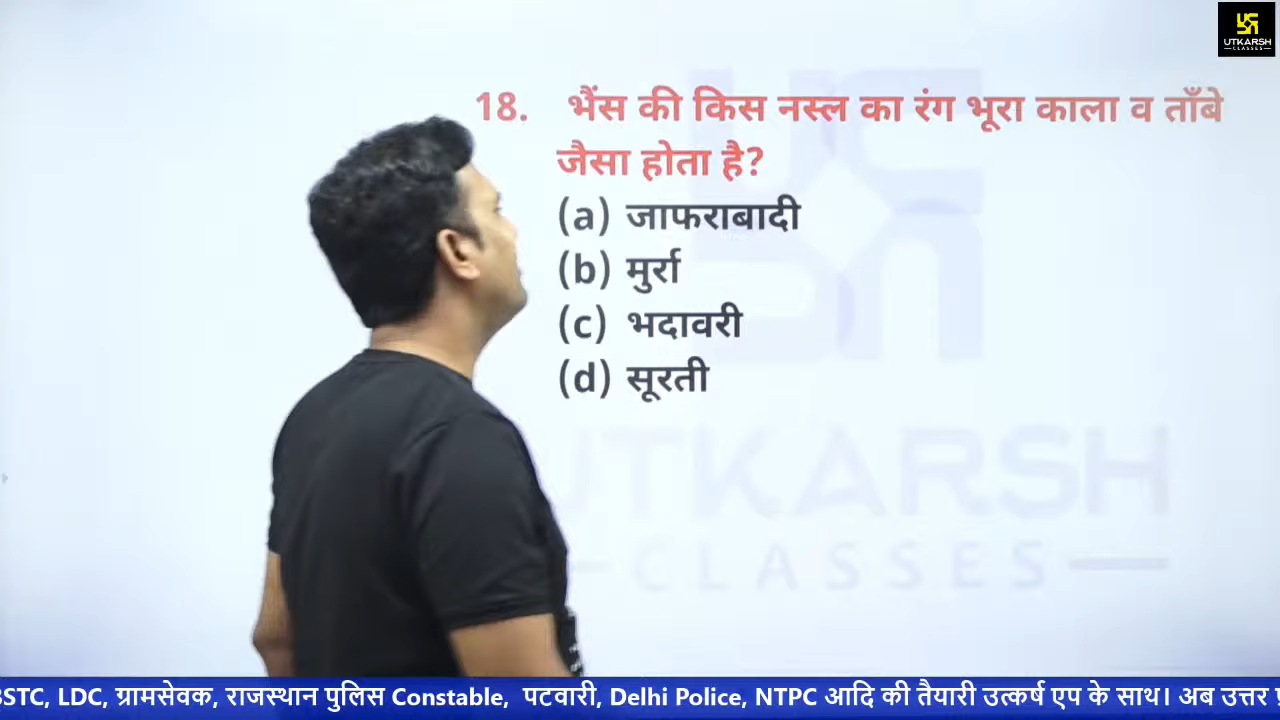 UTKARSH
CLASSES
18. भैंस की किस नस्ल का रंग भूरा काला व ताँबे
जैसा होता है?
(a) जाफराबादी
(b) मुर्रा
(c) भदावरी
(d) सूरती
UTKARSH
CLASSES
BSTC, LDC, ग्रामसेवक, राजस्थान पुलिस Constable, पटवारी, Delhi Police, NTPC आदि की तैयारी उत्कर्ष एप के साथ। अब उत्तर